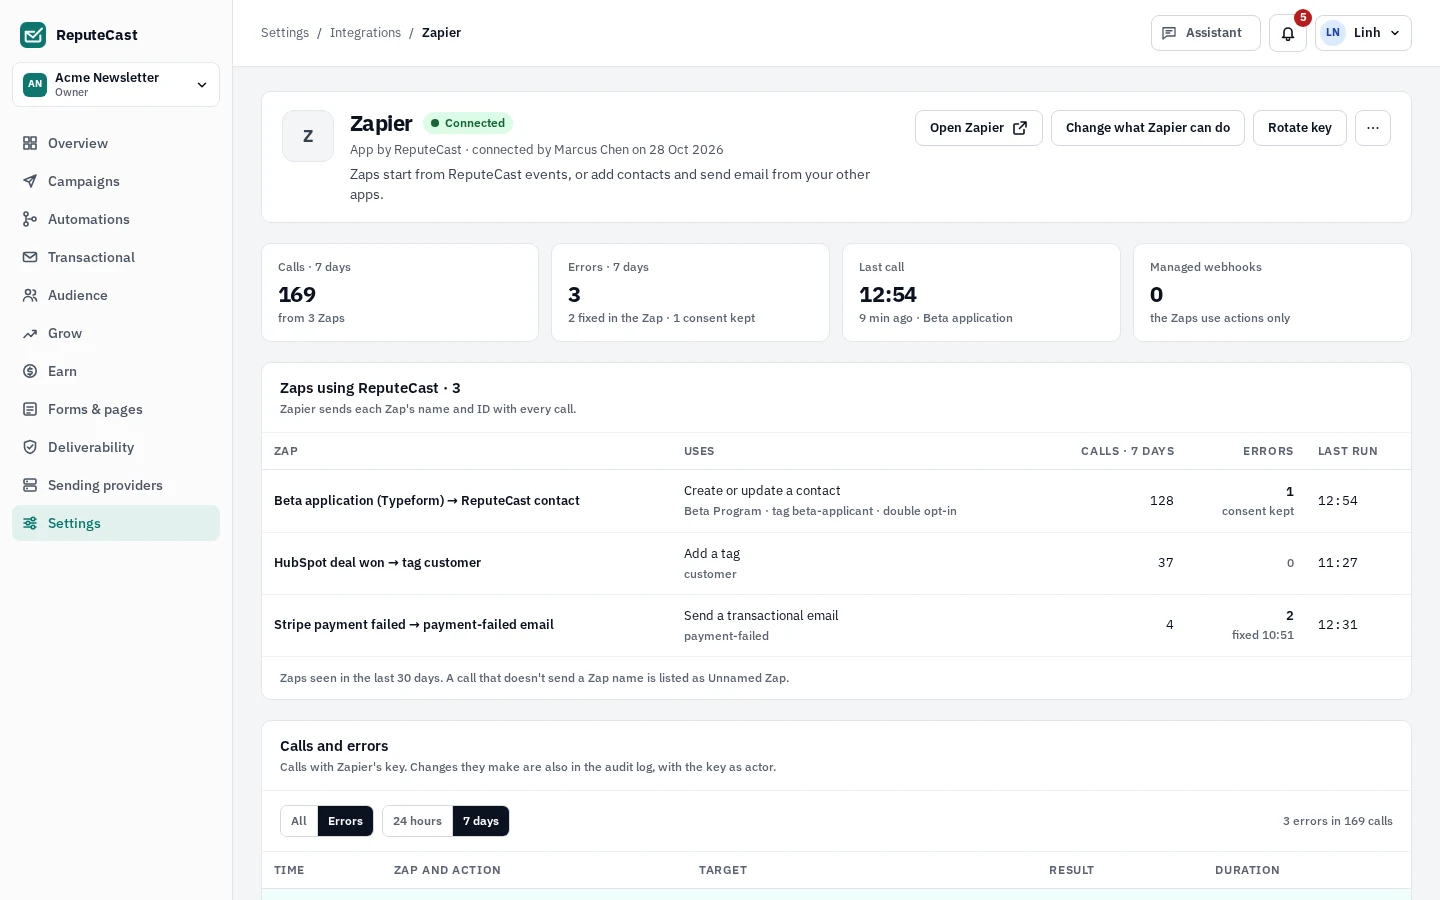 ReputeCast
AN
Acme Newsletter
Owner
Overview
Campaigns
Automations
Transactional
Audience
Grow
Earn
Forms & pages
Deliverability
Sending providers
Settings
Settings / Integrations / Zapier
Assistant
5
LN
Linh
Z
Zapier
Connected
App by ReputeCast · connected by Marcus Chen on 28 Oct 2026
Zaps start from ReputeCast events, or add contacts and send email from your other
apps.
Open Zapier
Change what Zapier can do
Rotate key
...
Calls · 7 days
169
from 3 Zaps
Errors · 7 days
3
2 fixed in the Zap · 1 consent kept
Last call
12:54
9 min ago · Beta application
Managed webhooks
0
the Zaps use actions only
Zaps using ReputeCast · 3
Zapier sends each Zap's name and ID with every call.
ZAP USES CALLS · 7 DAYS ERRORS LAST RUN
Beta application (Typeform) → ReputeCast contact
Create or update a contact
Beta Program · tag beta-applicant · double opt-in
128
1
consent kept
12:54
HubSpot deal won → tag customer
Add a tag
customer
37
0
11:27
Stripe payment failed → payment-failed email
Send a transactional email
payment-failed
4
2
fixed 10:51
12:31
Zaps seen in the last 30 days. A call that doesn't send a Zap name is listed as Unnamed Zap.
Calls and errors
Calls with Zapier's key. Changes they make are also in the audit log, with the key as actor.
All
Errors
24 hours
7 days
3 errors in 169 calls
TIME ZAP AND ACTION TARGET RESULT DURATION